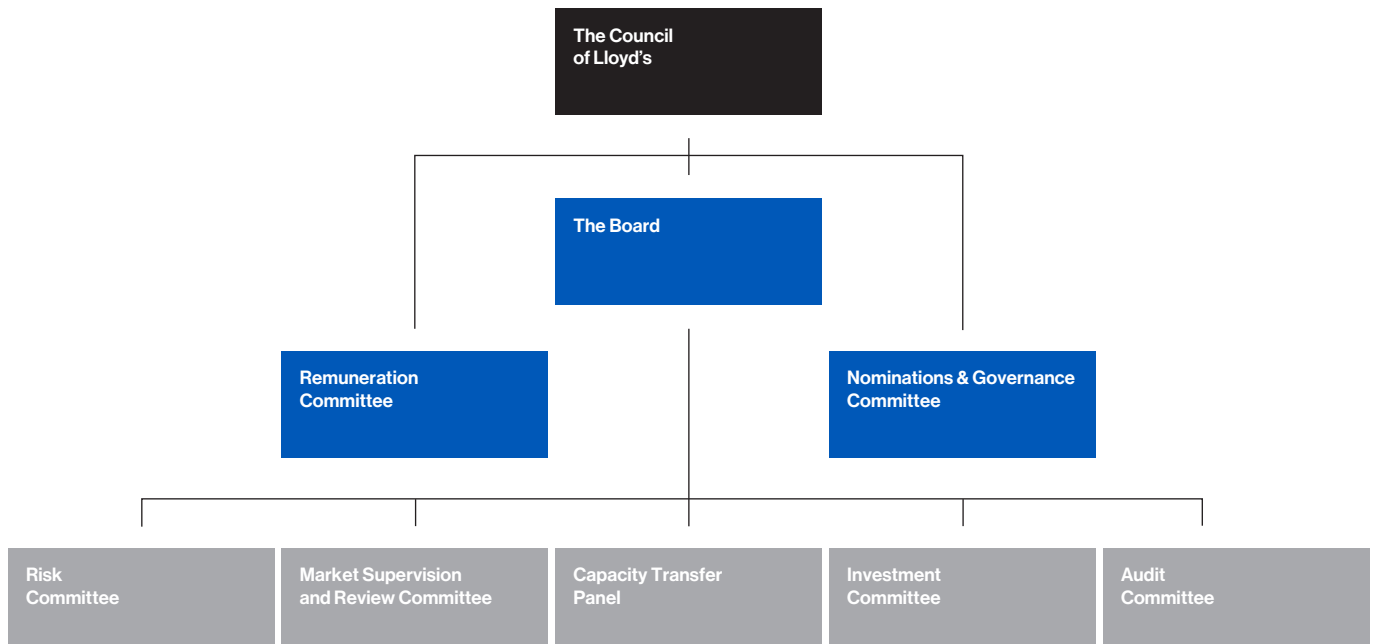 The Council
of Lloyd’s
The Board
Remuneration
Committee
Nominations & Governance
Committee
Risk
Committee
Market Supervision
and Review Committee
Capacity Transfer
Panel
Investment
Committee
Audit
Committee